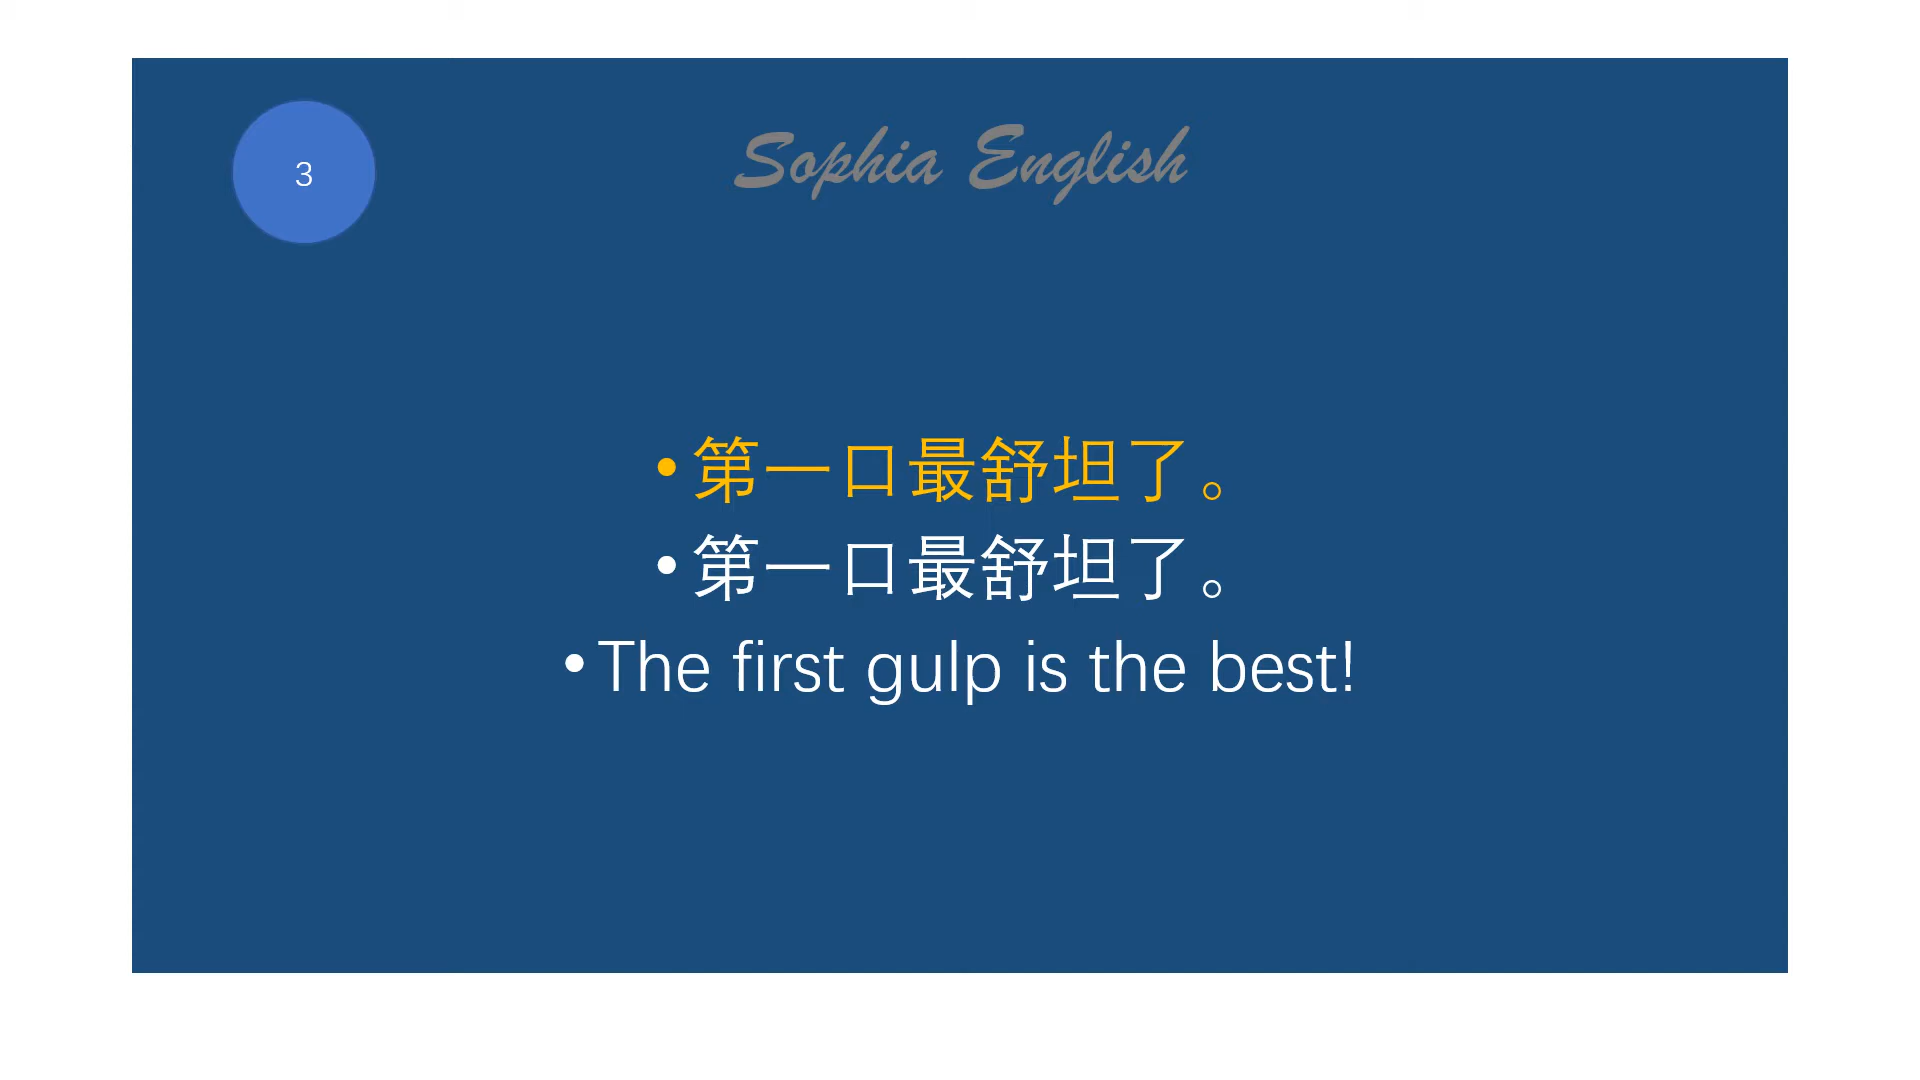 3
Sophia English
• 第一口最舒坦了。
• 第一口最舒坦了。
• The first gulp is the best!